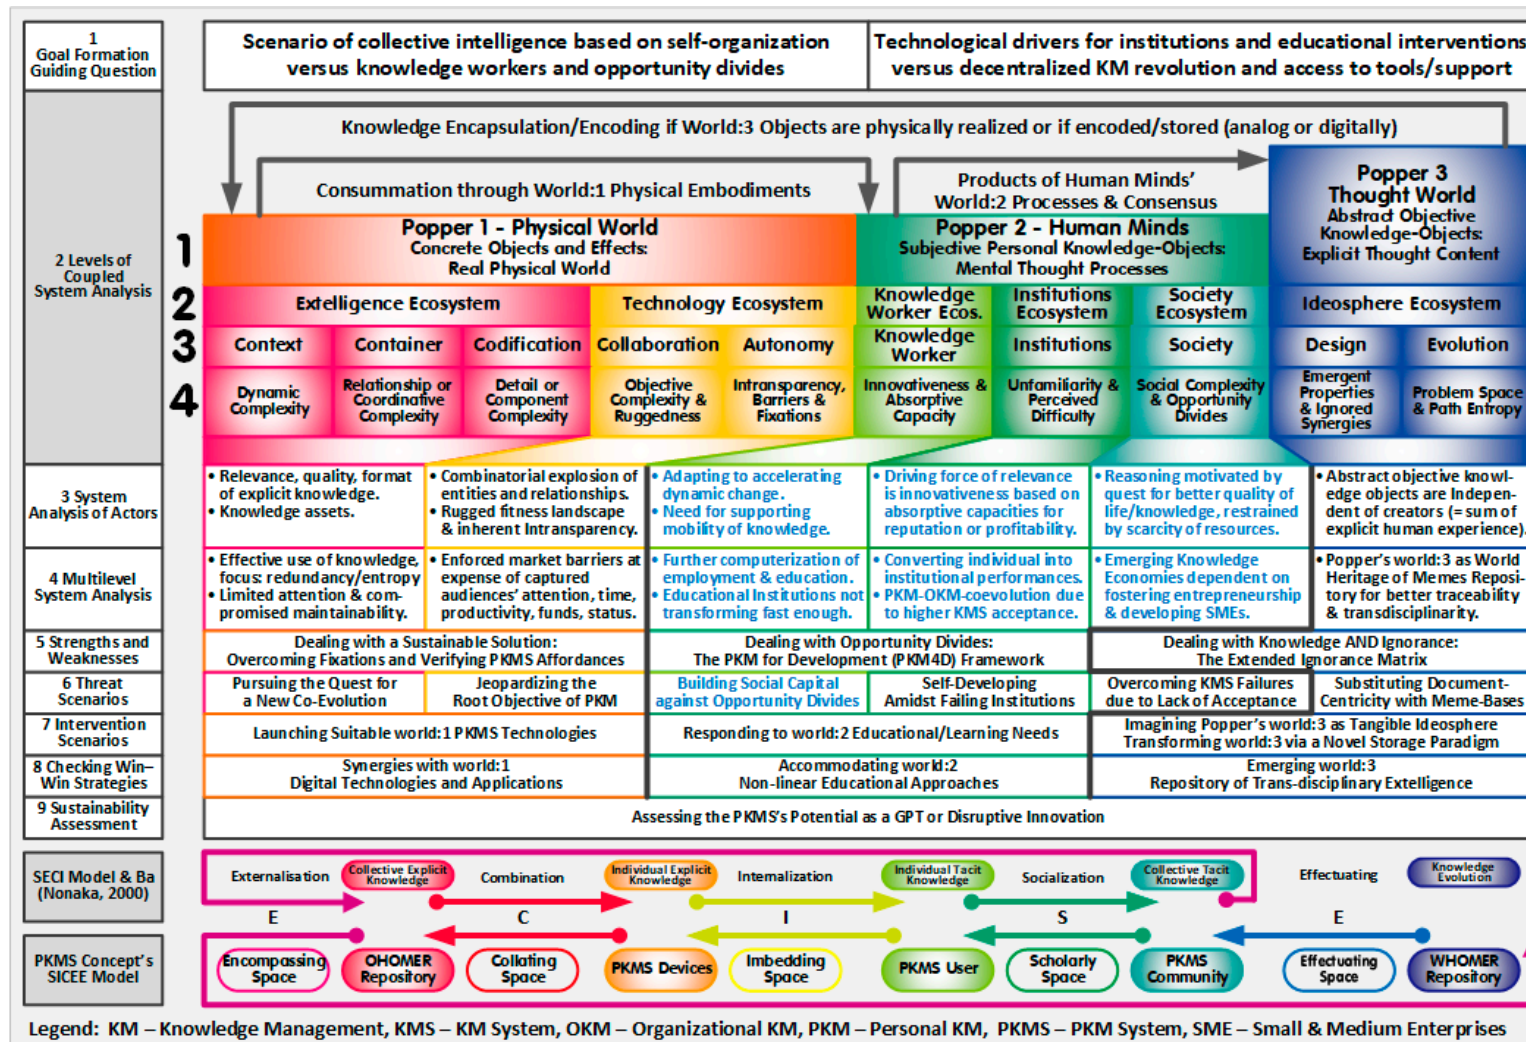 1
Goal Formation
Guiding Question
Scenario of collective intelligence based on self-organization
versus knowledge workers and opportunity divides
Technological drivers for institutions and educational interventions
versus decentralized KM revolution and access to tools/support
2 Levels of
Coupled
System Analysis
Knowledge Encapsulation/Encoding if World:3 Objects are physically realized or if encoded/stored (analog or digitally)
Consummation through World:1 Physical Embodiments
Products of Human Minds'
World:2 Processes & Consensus
1
Popper 1 - Physical World
Concrete Objects and Effects:
Real Physical World
Popper 2 - Human Minds
Subjective Personal Knowledge-Objects:
Mental Thought Processes
Popper 3
Thought World
Abstract Objective
Knowledge-Objects:
Explicit Thought Content
2
Extelligence Ecosystem
Technology Ecosystem
Knowledge
Worker Ecos.
Institutions
Ecosystem
Society
Ecosystem
Ideosphere Ecosystem
3
Context
Container
Codification
Collaboration
Autonomy
Knowledge
Worker
Institutions
Society
Design
Evolution
4
Dynamic
Complexity
Relationship or
Coordinative
Complexity
Detail or
Component
Complexity
Objective
Complexity &
Ruggedness
Intransparency,
Barriers &
Fixations
Innovativeness &
Absorptive
Capacity
Unfamiliarity &
Perceived
Difficulty
Social Complexity
& Opportunity
Divides
Emergent
Properties
& Ignored
Synergies
Problem Space
& Path Entropy
3 System
Analysis of Actors
• Relevance, quality, format
of explicit knowledge.
• Knowledge assets.
• Combinatorial explosion of
entities and relationships.
• Rugged fitness landscape
& inherent Intransparency.
• Adapting to accelerating
dynamic change.
• Need for supporting
mobility of knowledge.
• Driving force of relevance
is innovativeness based on
absorptive capacities for
reputation or profitability.
• Reasoning motivated by
quest for better quality of
life/knowledge, restrained
by scarcity of resources.
• Abstract objective knowl-
edge objects are Indepen-
dent of creators (= sum of
explicit human experience).
4 Multilevel
System Analysis
• Effective use of knowledge,
focus: redundancy/entropy
• Limited attention & com-
promised maintainability.
• Enforced market barriers at
expense of captured
audiences' attention, time,
productivity, funds, status.
• Further computerization of
employment & education.
• Educational Institutions not
transforming fast enough.
• Converting individual into
institutional performances.
• PKM-OKM-coevolution due
to higher KMS acceptance.
• Emerging Knowledge
Economies dependent on
fostering entrepreneurship
& developing SMEs.
• Popper's world:3 as World
Heritage of Memes Reposi-
tory for better traceability
& transdisciplinarity.
5 Strengths and
Weaknesses
Dealing with a Sustainable Solution:
Overcoming Fixations and Verifying PKMS Affordances
Dealing with Opportunity Divides:
The PKM for Development (PKM4D) Framework
Dealing with Knowledge AND Ignorance:
The Extended Ignorance Matrix
6 Threat
Scenarios
Pursuing the Quest for
a New Co-Evolution
Jeopardizing the
Root Objective of PKM
Building Social Capital
against Opportunity Divides
Self-Developing
Amidst Failing Institutions
Overcoming KMS Failures
due to Lack of Acceptance
Substituting Document-
Centricity with Meme-Bases
7 Intervention
Scenarios
Launching Suitable world:1 PKMS Technologies
Responding to world:2 Educational/Learning Needs
Imagining Popper's world:3 as Tangible Ideosphere
Transforming world:3 via a Novel Storage Paradigm
8 Checking Win–
Win Strategies
Synergies with world:1
Digital Technologies and Applications
Accommodating world:2
Non-linear Educational Approaches
Emerging world:3
Repository of Trans-disciplinary Extelligence
9 Sustainability
Assessment
Assessing the PKMS's Potential as a GPT or Disruptive Innovation
SECI Model & Ba
(Nonaka, 2000)
Externalisation
Collective Explicit
Knowledge
Combination
Individual Explicit
Knowledge
Internalization
Individual Tacit
Knowledge
Socialization
Collective Tacit
Knowledge
Effectuating
Knowledge
Evolution
E
C
I
S
E
PKMS Concept's
SICEE Model
Encompassing
Space
OHOMER
Repository
Collating
Space
PKMS Devices
Imbedding
Space
PKMS User
Scholarly
Space
PKMS
Community
Effectuating
Space
WHOMER
Repository
Legend: KM – Knowledge Management, KMS – KM System, OKM – Organizational KM, PKM – Personal KM, PKMS – PKM System, SME – Small & Medium Enterprises